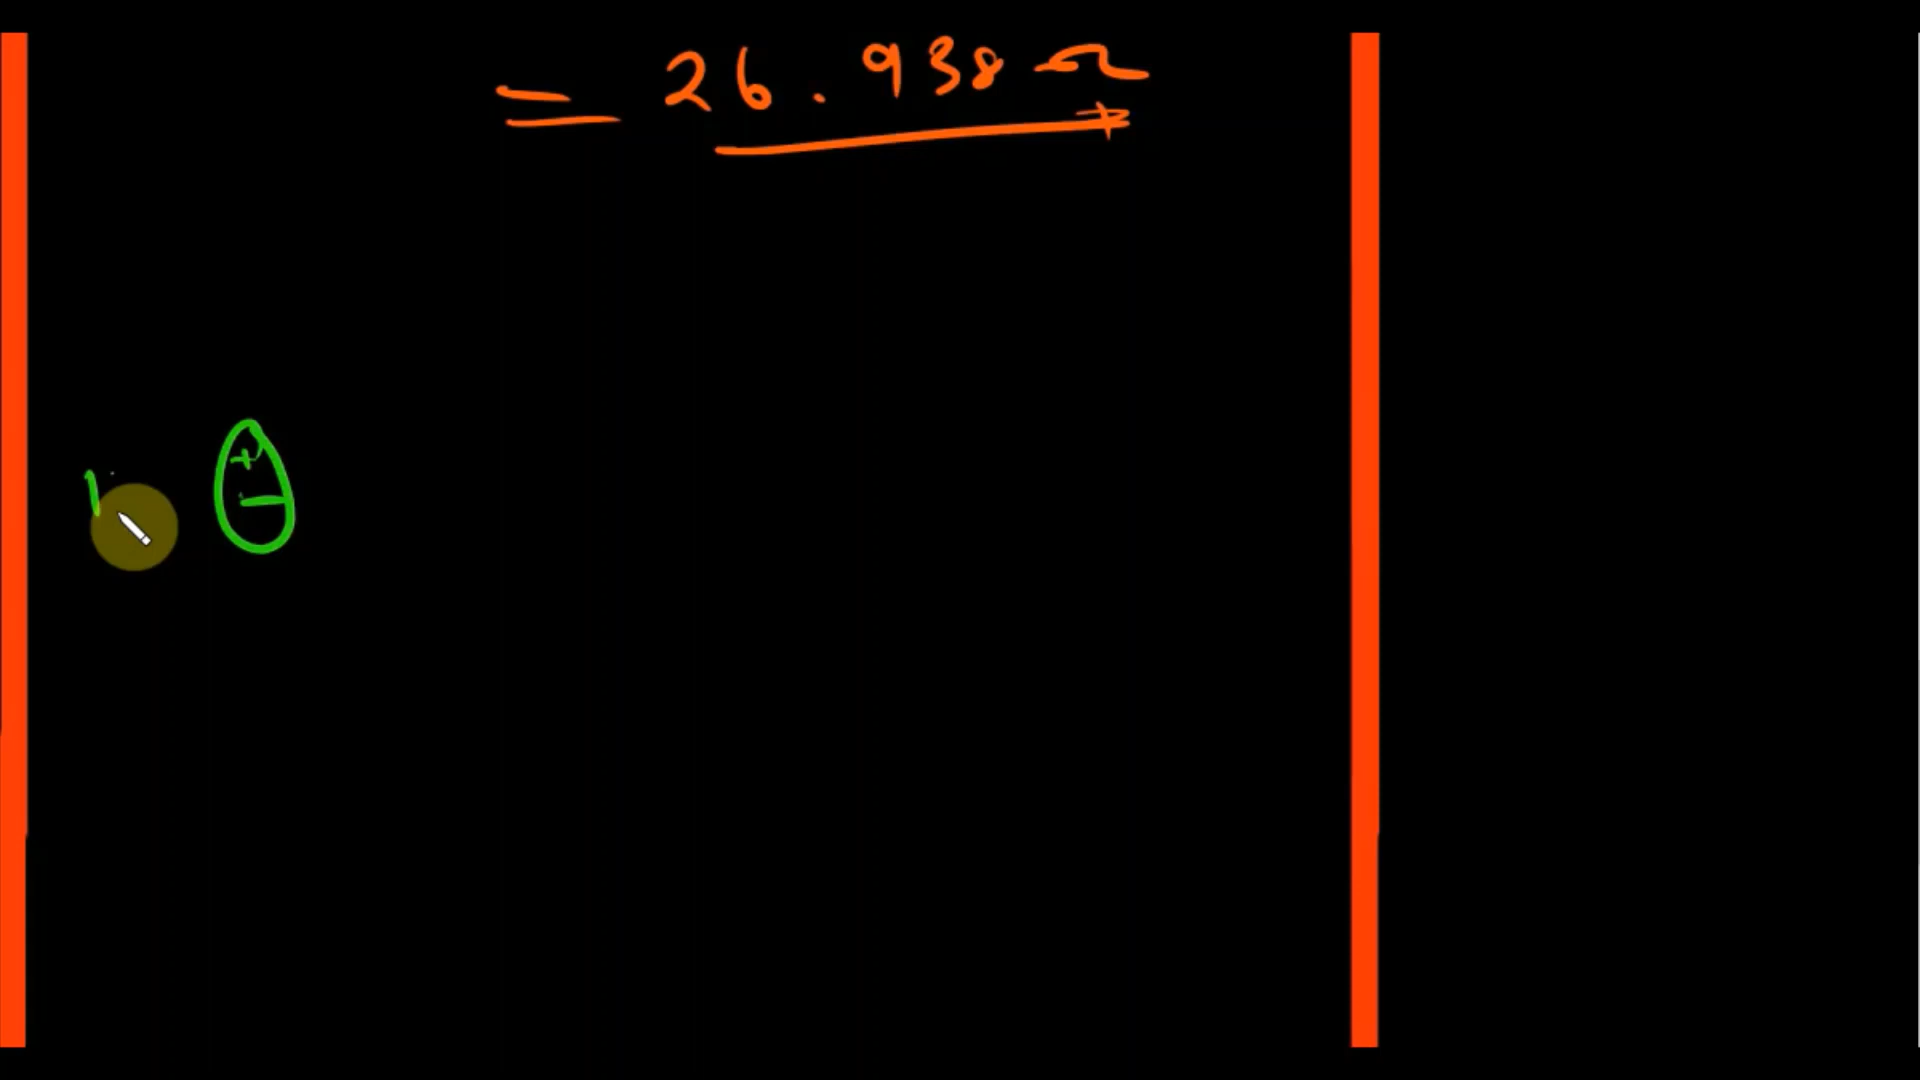 = 26.938 Ω
+
-